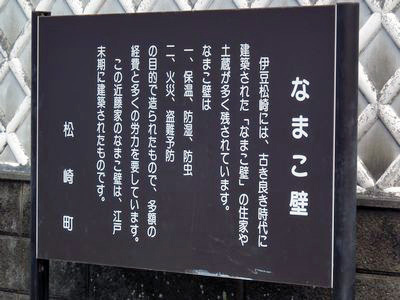 なまこ壁
伊豆松崎には、古き良き時代に
建築された「なまこ壁」の住家や
土蔵が多く残されています。
なまこ壁は
一、保温、防湿、防虫
二、火災、盗難予防
の目的で造られたもので、多額の
経費と多くの労力を要しています。
この近藤家のなまこ壁は、江戸
末期に建築されたものです。
松崎町